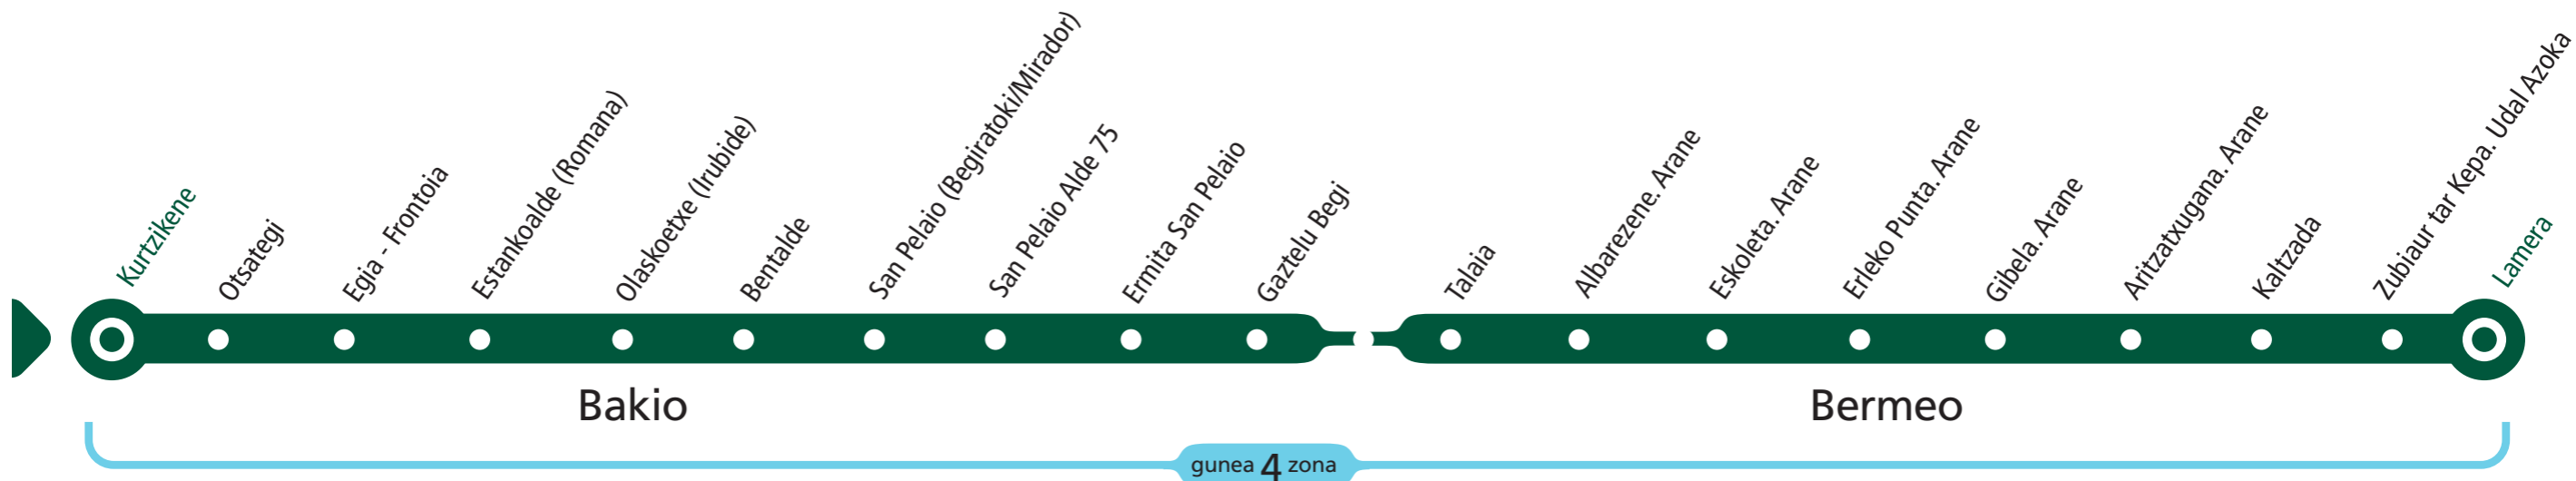 Kurtzikene
Otsategi
Egia - Frontoia
Estankoalde (Romana)
Olaskoetxe (Irubide)
Bentalde
San Pelaio (Begiratoki/Mirador)
San Pelaio Alde 75
Ermita San Pelaio
Gaztelu Begi
Talaia
Albarezene. Arane
Eskoleta. Arane
Erleko Punta. Arane
Gibela. Arane
Aritzatxugana. Arane
Kaltzada
Zubiaur tar Kepa. Udal Azoka
Lamera
Bakio
Bermeo
gunea 4 zona